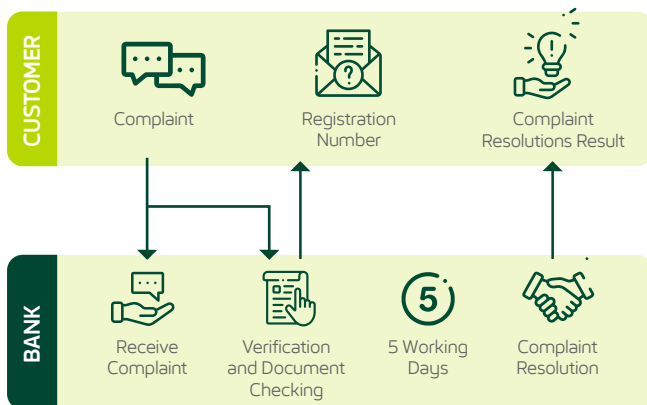 CUSTOMER
Complaint
Registration
Number
Complaint
Resolutions Result
?
!
BANK
5
Receive
Complaint
Verification
and Document
Checking
5 Working
Days
Complaint
Resolution